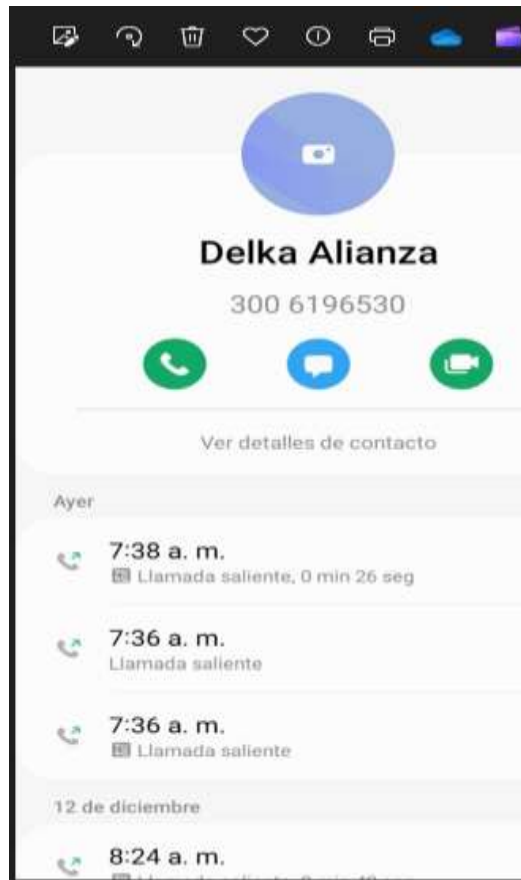 Delka Alianza
300 6196530
Ver detalles de contacto
Ayer
7:38 a. m.
Llamada saliente, 0 min 26 seg
7:36 a. m.
Llamada saliente
7:36 a. m.
Llamada saliente
12 de diciembre
8:24 a. m.